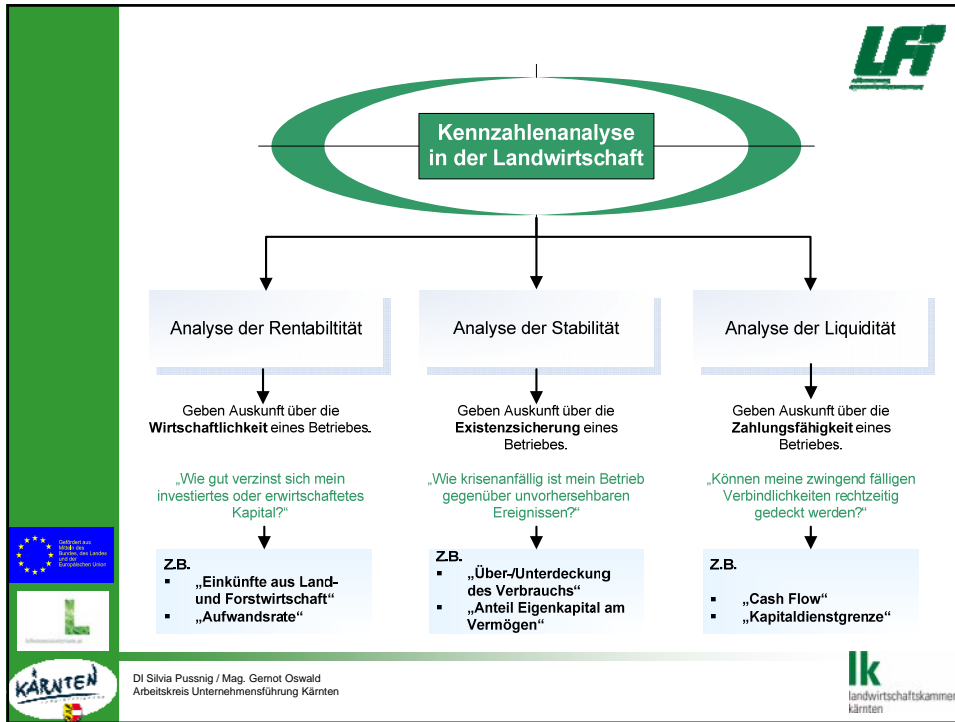 LFi
Kennzahlenanalyse
in der Landwirtschaft
Analyse der Rentabiltität
Geben Auskunft über die
Wirtschaftlichkeit eines Betriebes.
„Wie gut verzinst sich mein
investiertes oder erwirtschaftetes
Kapital?“
Z.B.
▪ „Einkünfte aus Land-
und Forstwirtschaft“
▪ „Aufwandsrate“
Analyse der Stabilität
Geben Auskunft über die
Existenzsicherung eines
Betriebes.
„Wie krisenanfällig ist mein Betrieb
gegenüber unvorhersehbaren
Ereignissen?“
Z.B.
▪ „Über-/Unterdeckung
des Verbrauchs“
▪ „Anteil Eigenkapital am
Vermögen“
Analyse der Liquidität
Geben Auskunft über die
Zahlungsfähigkeit eines
Betriebes.
„Können meine zwingend fälligen
Verbindlichkeiten rechtzeitig
gedeckt werden?“
Z.B.
▪ „Cash Flow“
▪ „Kapitaldienstgrenze“
Gefördert aus
Mitteln des
Bundes, des Landes
und der
Europäischen Union
L
KÄRNTEN
DI Silvia Pussnig / Mag. Gernot Oswald
Arbeitskreis Unternehmensführung Kärnten
lk
landwirtschaftskammer
kärnten